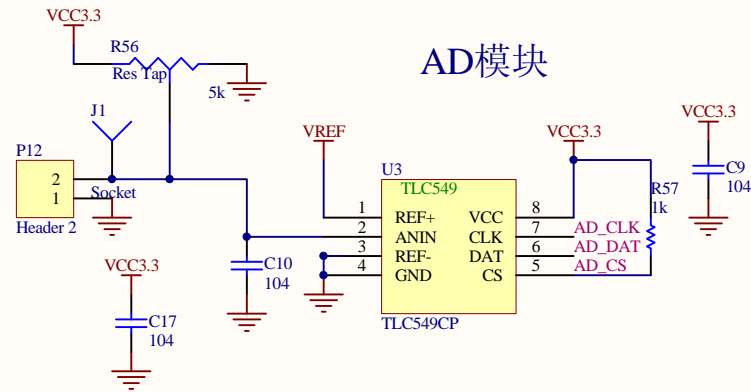 VCC3.3
R56
Res Tap
5k
AD模块
J1
P12
2
1
Socket
Header 2
VREF
VCC3.3
VCC3.3
U3
TLC549
C9
104
R57
1k
1 REF+ VCC 8
2 ANIN CLK 7 AD_CLK
3 REF- DAT 6 AD_DAT
4 GND CS 5 AD_CS
TLC549CP
C10
104
VCC3.3
C17
104